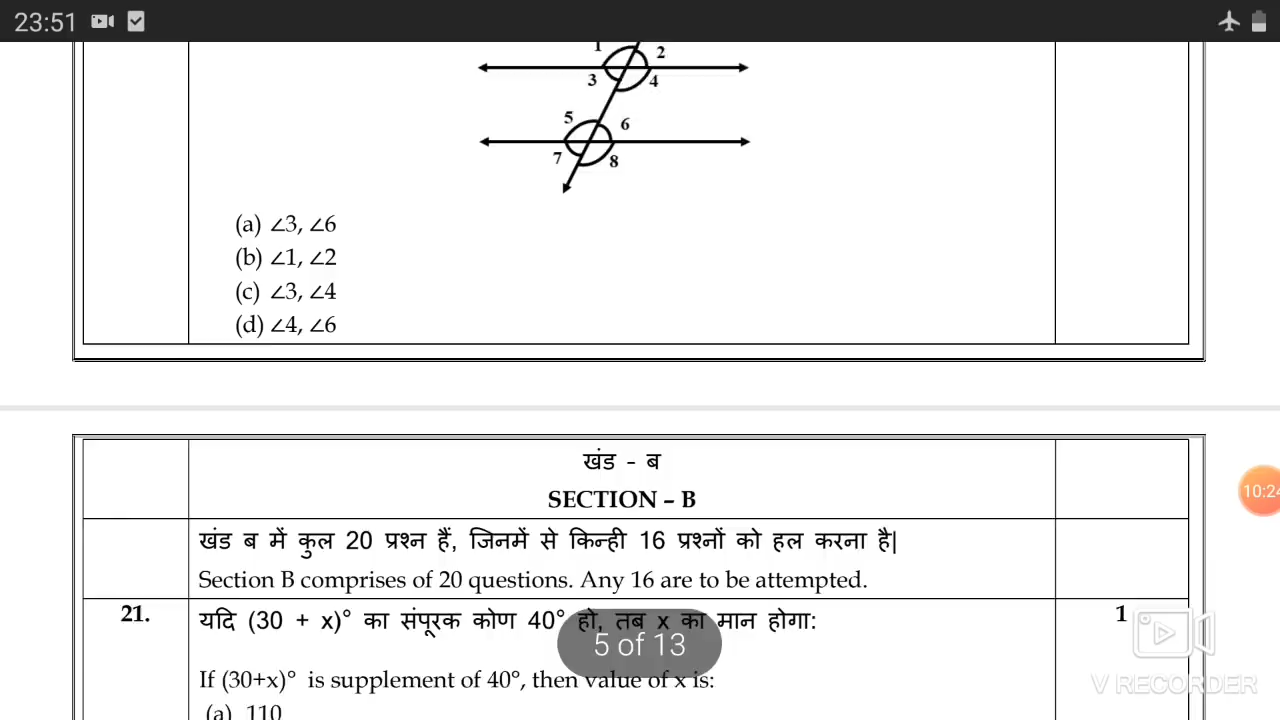 23:51
1
2
3
4
5
6
7
8
(a) ∠3, ∠6
(b) ∠1, ∠2
(c) ∠3, ∠4
(d) ∠4, ∠6
खंड - ब
SECTION – B
खंड ब में कुल 20 प्रश्न हैं, जिनमें से किन्ही 16 प्रश्नों को हल करना है|
Section B comprises of 20 questions. Any 16 are to be attempted.
21. यदि (30 + x)° का संपूरक कोण 40° हो, तब x का मान होगा: 1
5 of 13
If (30+x)° is supplement of 40°, then value of x is:
(a) 110
10:24
V RECORDER